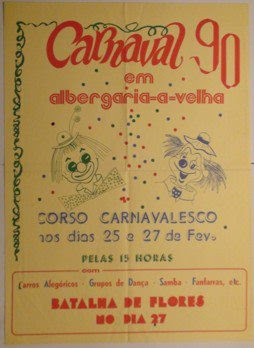 Carnaval 90
em
albergaria-a-velha
CORSO CARNAVALESCO
nos dias 25 e 27 de Fev.
PELAS 15 HORAS
com
Carros Alegóricos - Grupos de Dança - Samba - Fanfarras, etc.
BATALHA DE FLORES
NO DIA 27